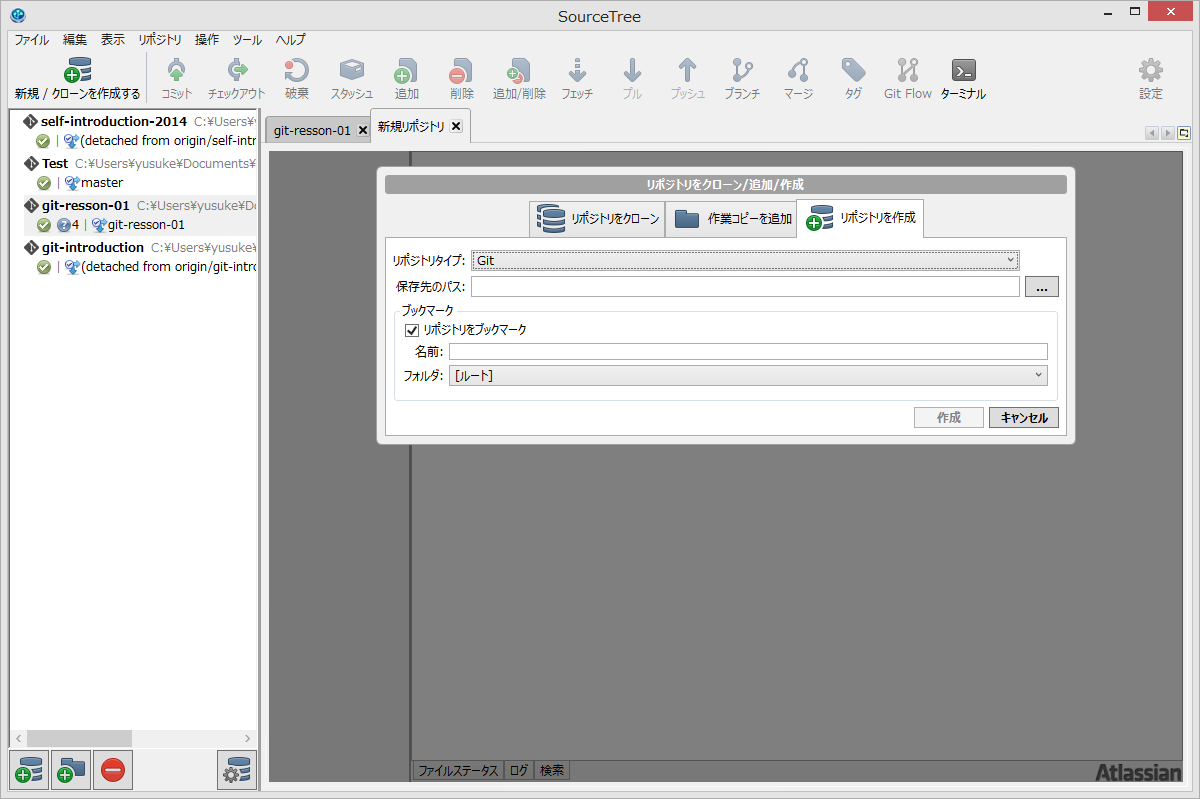 SourceTree
ファイル 編集 表示 リポジトリ 操作 ツール ヘルプ
新規 / クローンを作成する コミット チェックアウト 破棄 スタッシュ 追加 削除 追加/削除 フェッチ プル プッシュ ブランチ マージ タグ Git Flow ターミナル 設定
self-introduction-2014 C:¥Users¥
(detached from origin/self-intr
Test C:¥Users¥yusuke¥Documents¥
master
git-resson-01 C:¥Users¥yusuke¥Do
4 git-resson-01
git-introduction C:¥Users¥yusuke¥
(detached from origin/git-intro
git-resson-01 新規リポジトリ
リポジトリをクローン/追加/作成
リポジトリをクローン 作業コピーを追加 リポジトリを作成
リポジトリタイプ: Git
保存先のパス: ...
ブックマーク
リポジトリをブックマーク
名前:
フォルダ: [ルート]
作成 キャンセル
ファイルステータス ログ 検索
Atlassian